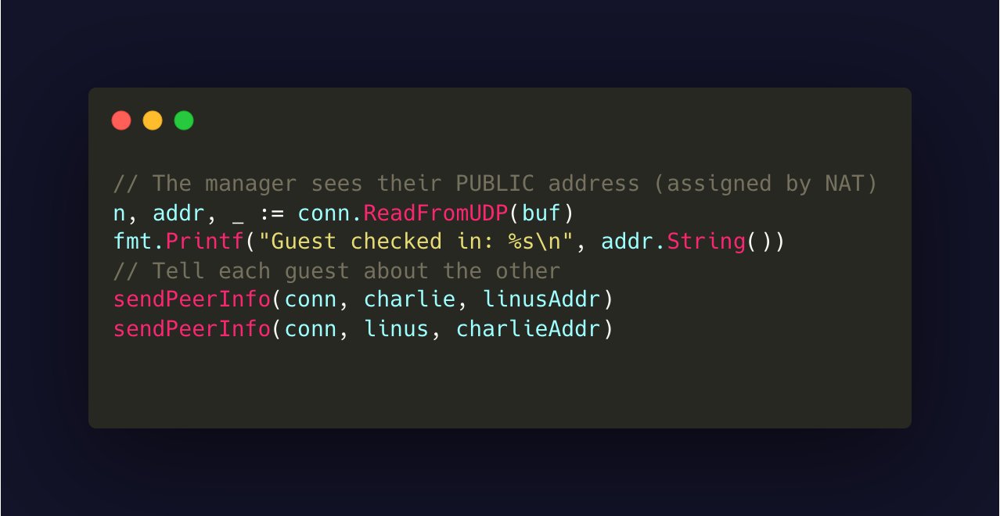 // The manager sees their PUBLIC address (assigned by NAT)
n, addr, _ := conn.ReadFromUDP(buf)
fmt.Printf("Guest checked in: %s\n", addr.String())
// Tell each guest about the other
sendPeerInfo(conn, charlie, linusAddr)
sendPeerInfo(conn, linus, charlieAddr)